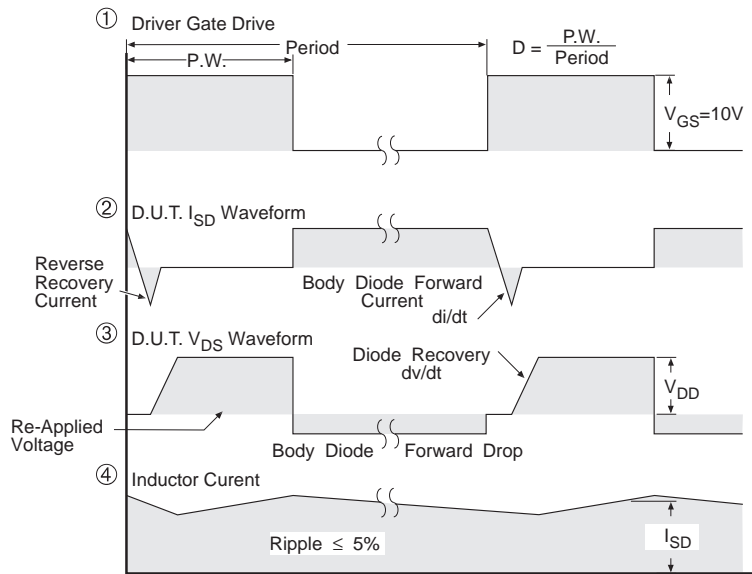 ① Driver Gate Drive
Period
P.W.
D = P.W. / Period
V_GS=10V
② D.U.T. I_SD Waveform
Reverse
Recovery
Current
Body Diode Forward
Current
di/dt
③ D.U.T. V_DS Waveform
Diode Recovery
dv/dt
V_DD
Re-Applied
Voltage
Body Diode
Forward Drop
④ Inductor Curent
Ripple ≤ 5%
I_SD